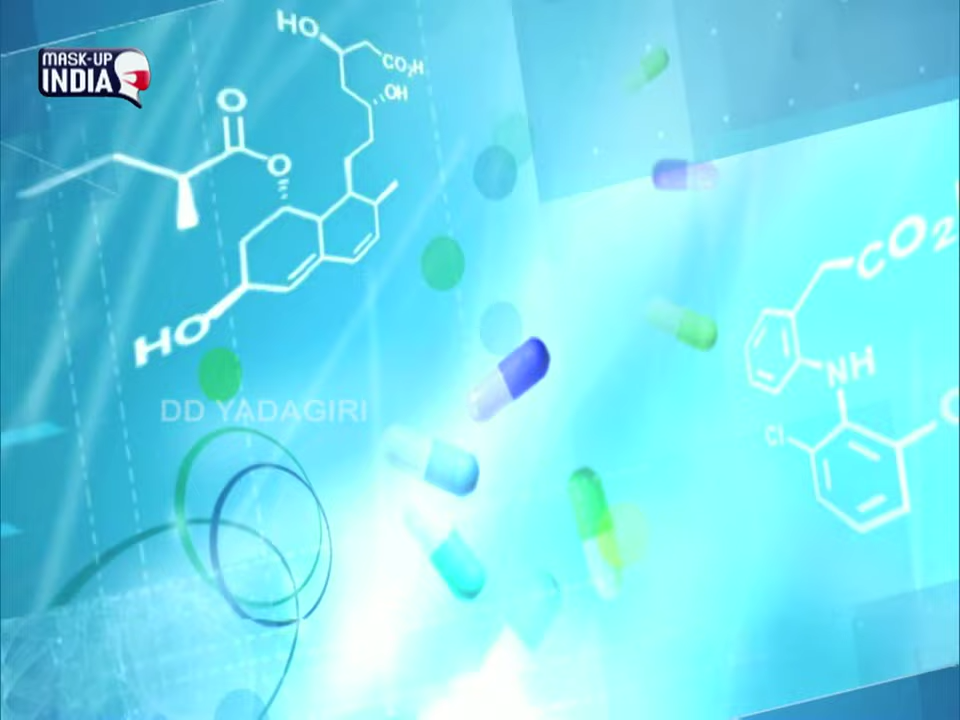 MASK-UP
INDIA
HO
CO₂H
OH
O
O
HO
DD YADAGIRI
CO₂
NH
Cl